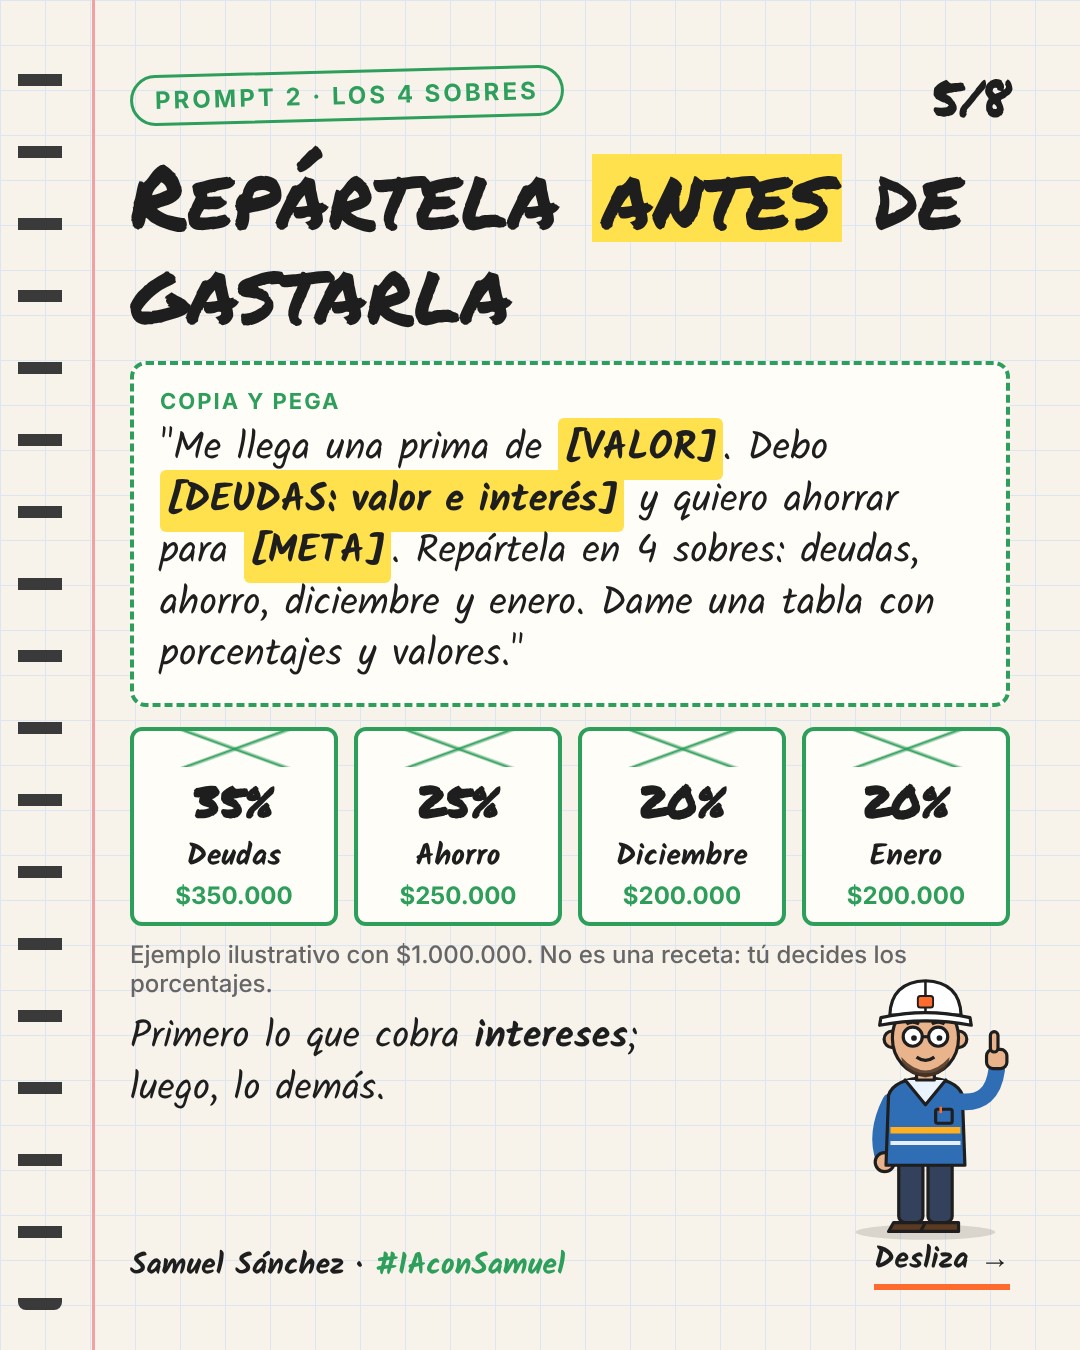 PROMPT 2 · LOS 4 SOBRES
5/8
REPÁRTELA ANTES DE
GASTARLA
COPIA Y PEGA
"Me llega una prima de [VALOR]. Debo
[DEUDAS: valor e interés] y quiero ahorrar
para [META]. Repártela en 4 sobres: deudas,
ahorro, diciembre y enero. Dame una tabla con
porcentajes y valores."
35%
Deudas
$350.000
25%
Ahorro
$250.000
20%
Diciembre
$200.000
20%
Enero
$200.000
Ejemplo ilustrativo con $1.000.000. No es una receta: tú decides los
porcentajes.
Primero lo que cobra intereses;
luego, lo demás.
Samuel Sánchez · #IAconSamuel
Desliza →